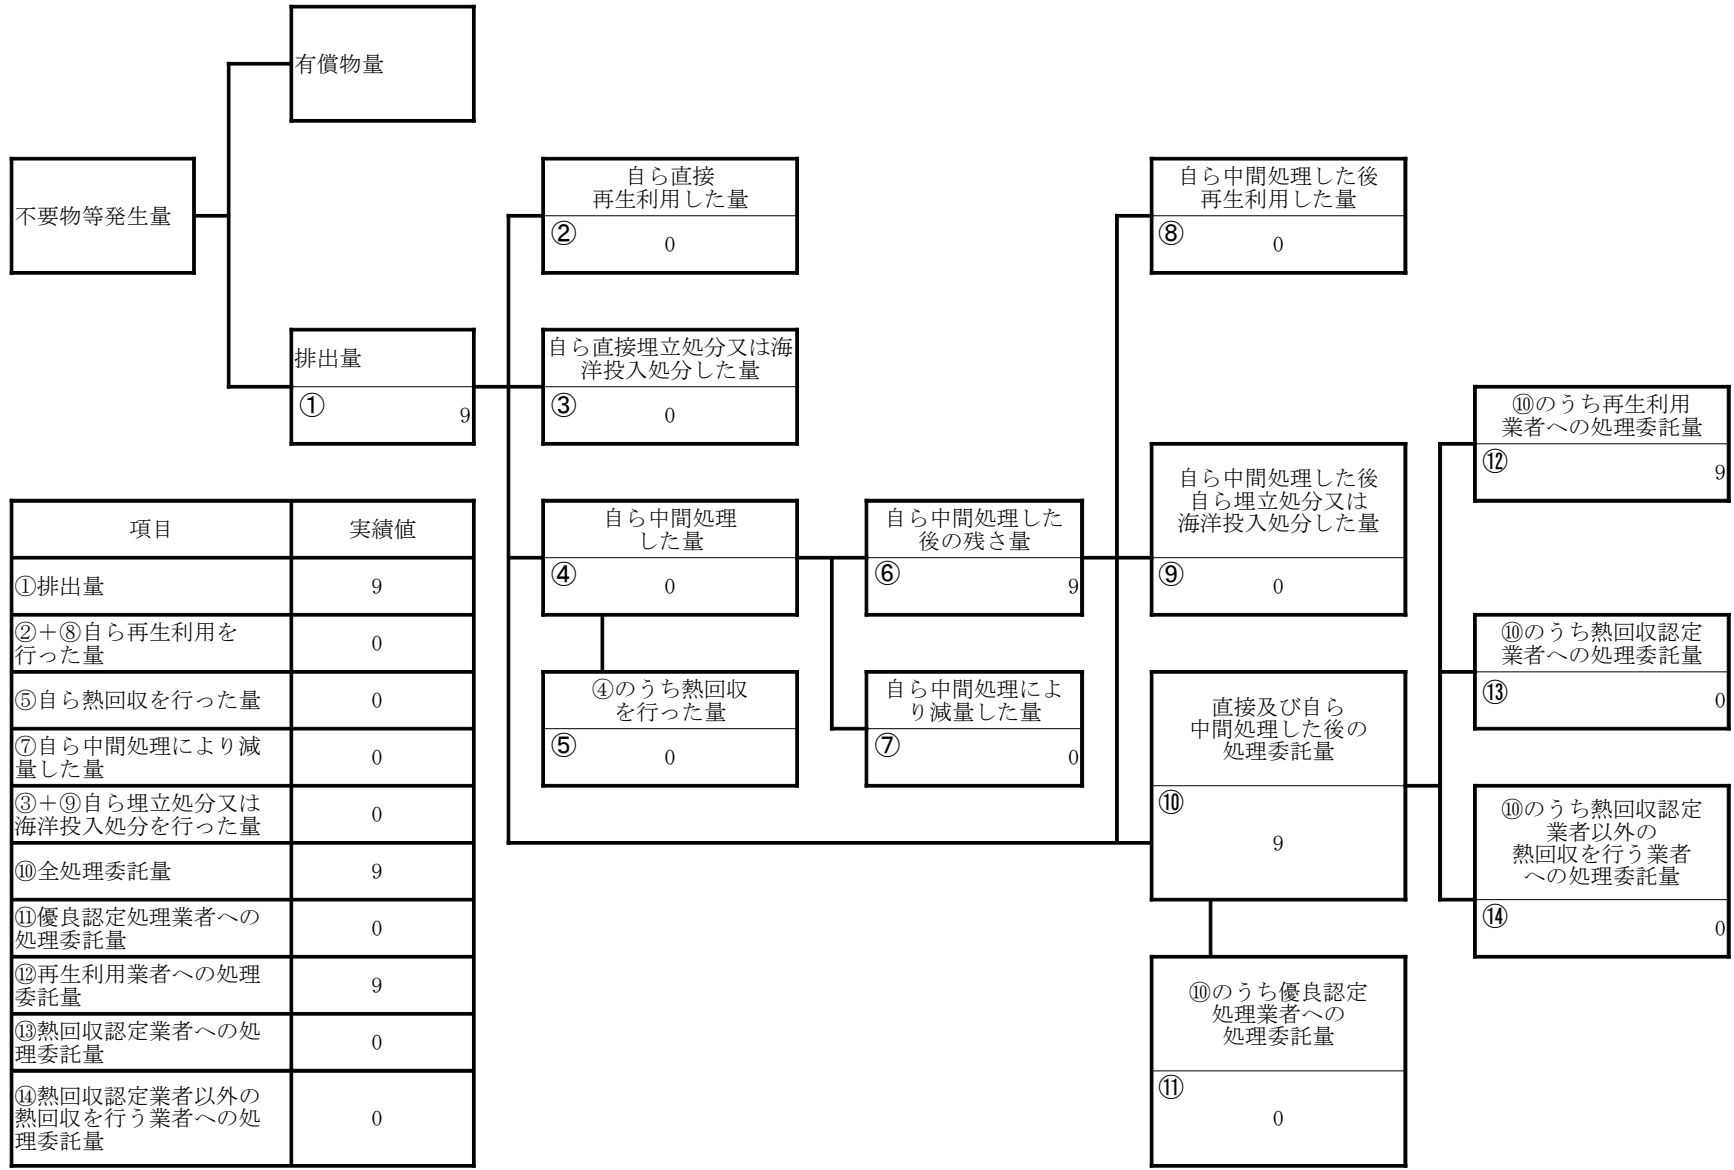 有償物量
不要物等発生量
自ら直接
再生利用した量
②
0
自ら中間処理した後
再生利用した量
⑧
0
排出量
①
9
自ら直接埋立処分又は海
洋投入処分した量
③
0
⑩のうち再生利用
業者への処理委託量
⑫
9
自ら中間処理
した量
④
0
自ら中間処理した
後の残さ量
⑥
9
自ら中間処理した後
自ら埋立処分又は
海洋投入処分した量
⑨
0
⑩のうち熱回収認定
業者への処理委託量
⑬
0
④のうち熱回収
を行った量
⑤
0
自ら中間処理によ
り減量した量
⑦
0
直接及び自ら
中間処理した後の
処理委託量
⑩
9
⑩のうち熱回収認定
業者以外の
熱回収を行う業者
への処理委託量
⑭
0
⑩のうち優良認定
処理業者への
処理委託量
⑪
0
項目 実績値
①排出量 9
②+⑧自ら再生利用を
行った量 0
⑤自ら熱回収を行った量 0
⑦自ら中間処理により減
量した量 0
③+⑨自ら埋立処分又は
海洋投入処分を行った量 0
⑩全処理委託量 9
⑪優良認定処理業者への
処理委託量 0
⑫再生利用業者への処理
委託量 9
⑬熱回収認定業者への処
理委託量 0
⑭熱回収認定業者以外の
熱回収を行う業者への処
理委託量 0